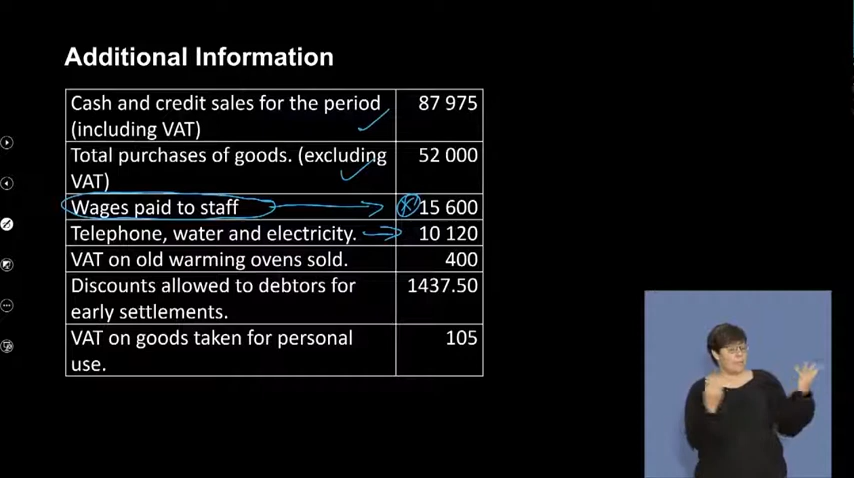 Additional Information
Cash and credit sales for the period 87 975
(including VAT)
Total purchases of goods. (excluding 52 000
VAT)
Wages paid to staff 15 600
Telephone, water and electricity. 10 120
VAT on old warming ovens sold. 400
Discounts allowed to debtors for 1437.50
early settlements.
VAT on goods taken for personal 105
use.